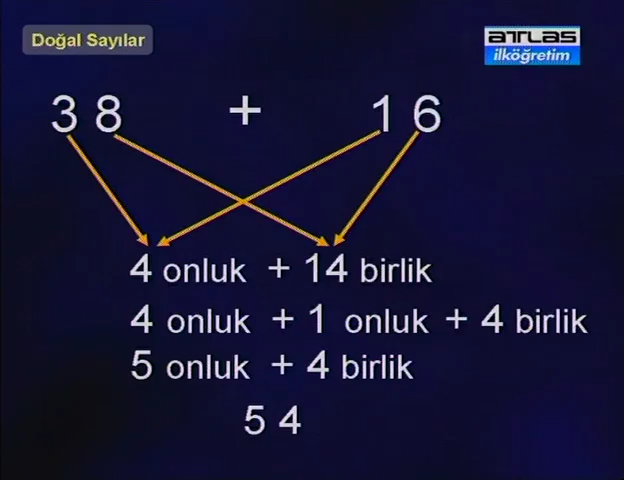 Doğal Sayılar
ATLAS
ilköğretim
38 + 16
4 onluk + 14 birlik
4 onluk + 1 onluk + 4 birlik
5 onluk + 4 birlik
54